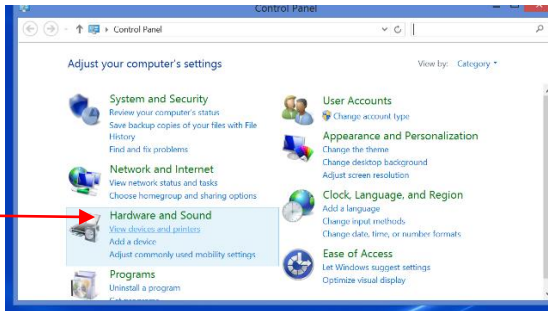 Control Panel
Control Panel
Adjust your computer's settings
View by: Category
System and Security
Review your computer's status
Save backup copies of your files with File
History
Find and fix problems
Network and Internet
View network status and tasks
Choose homegroup and sharing options
Hardware and Sound
View devices and printers
Add a device
Adjust commonly used mobility settings
Programs
Uninstall a program
Get programs
User Accounts
Change account type
Appearance and Personalization
Change the theme
Change desktop background
Adjust screen resolution
Clock, Language, and Region
Add a language
Change input methods
Change date, time, or number formats
Ease of Access
Let Windows suggest settings
Optimize visual display